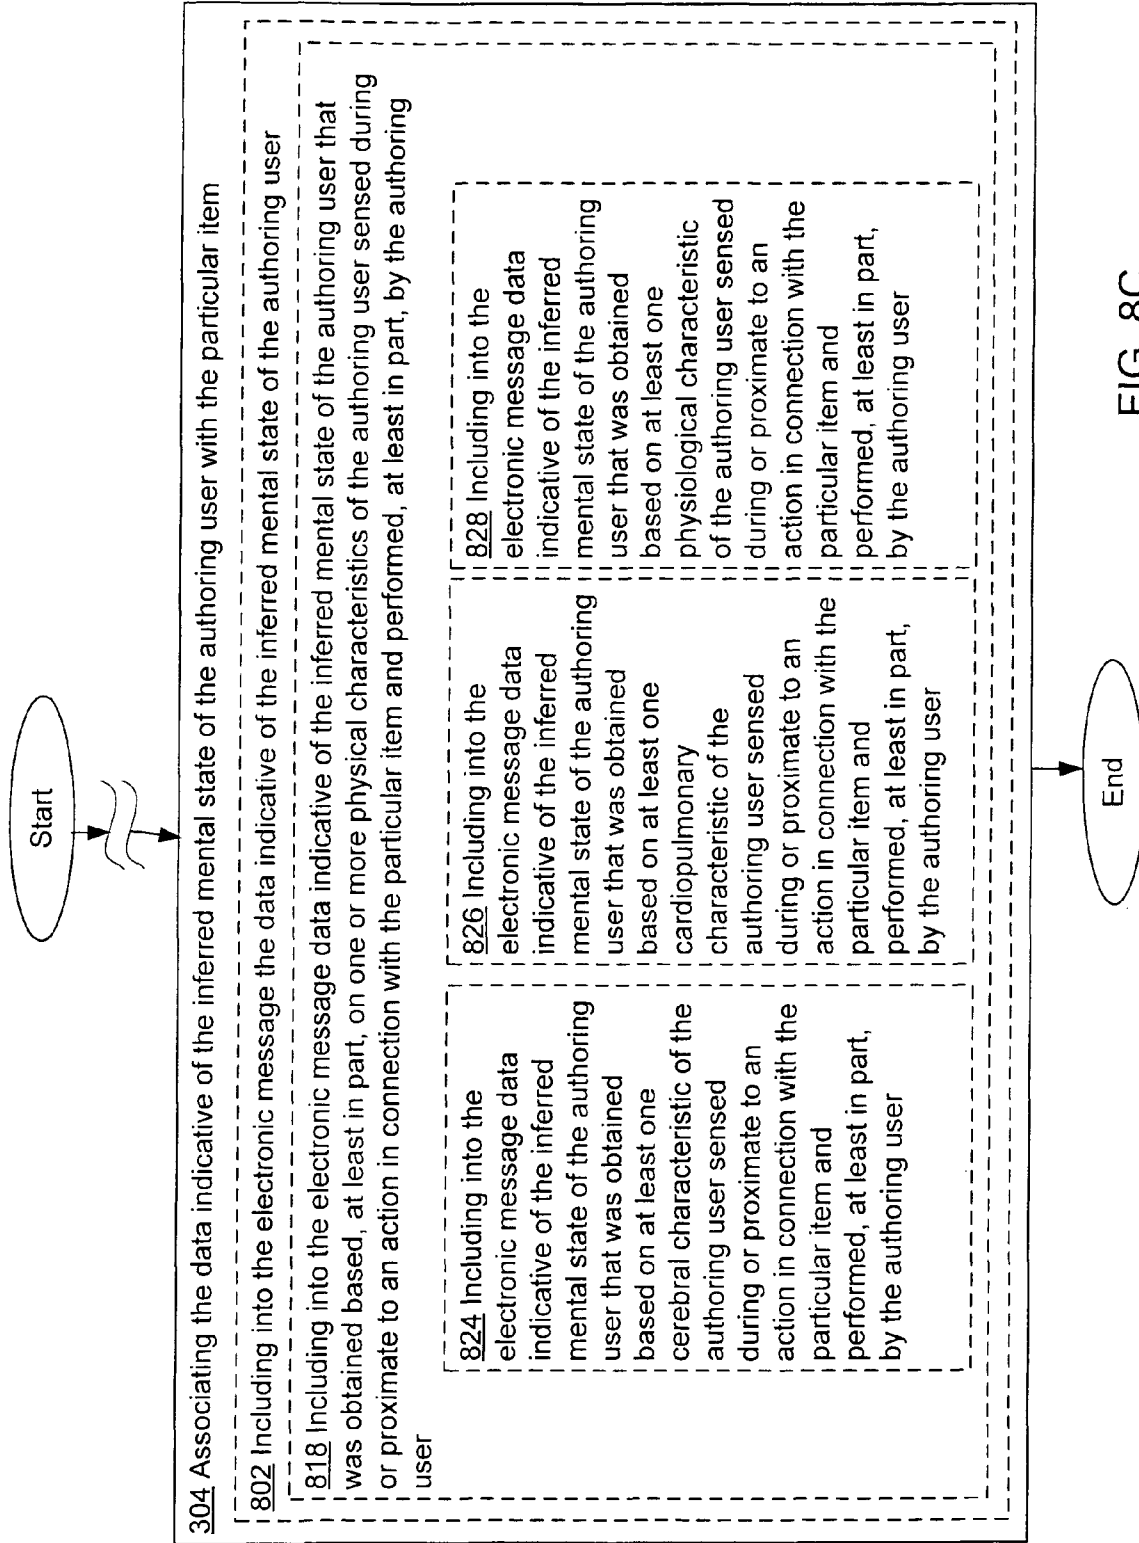 Start
304 Associating the data indicative of the inferred mental state of the authoring user with the particular item
802 Including into the electronic message the data indicative of the inferred mental state of the authoring user
818 Including into the electronic message data indicative of the inferred mental state of the authoring user that
was obtained based, at least in part, on one or more physical characteristics of the authoring user sensed during
or proximate to an action in connection with the particular item and performed, at least in part, by the authoring
user
824 Including into the
electronic message data
indicative of the inferred
mental state of the authoring
user that was obtained
based on at least one
cerebral characteristic of the
authoring user sensed
during or proximate to an
action in connection with the
particular item and
performed, at least in part,
by the authoring user
826 Including into the
electronic message data
indicative of the inferred
mental state of the authoring
user that was obtained
based on at least one
cardiopulmonary
characteristic of the
authoring user sensed
during or proximate to an
action in connection with the
particular item and
performed, at least in part,
by the authoring user
828 Including into the
electronic message data
indicative of the inferred
mental state of the authoring
user that was obtained
based on at least one
physiological characteristic
of the authoring user sensed
during or proximate to an
action in connection with the
particular item and
performed, at least in part,
by the authoring user
End
FIG. 8C